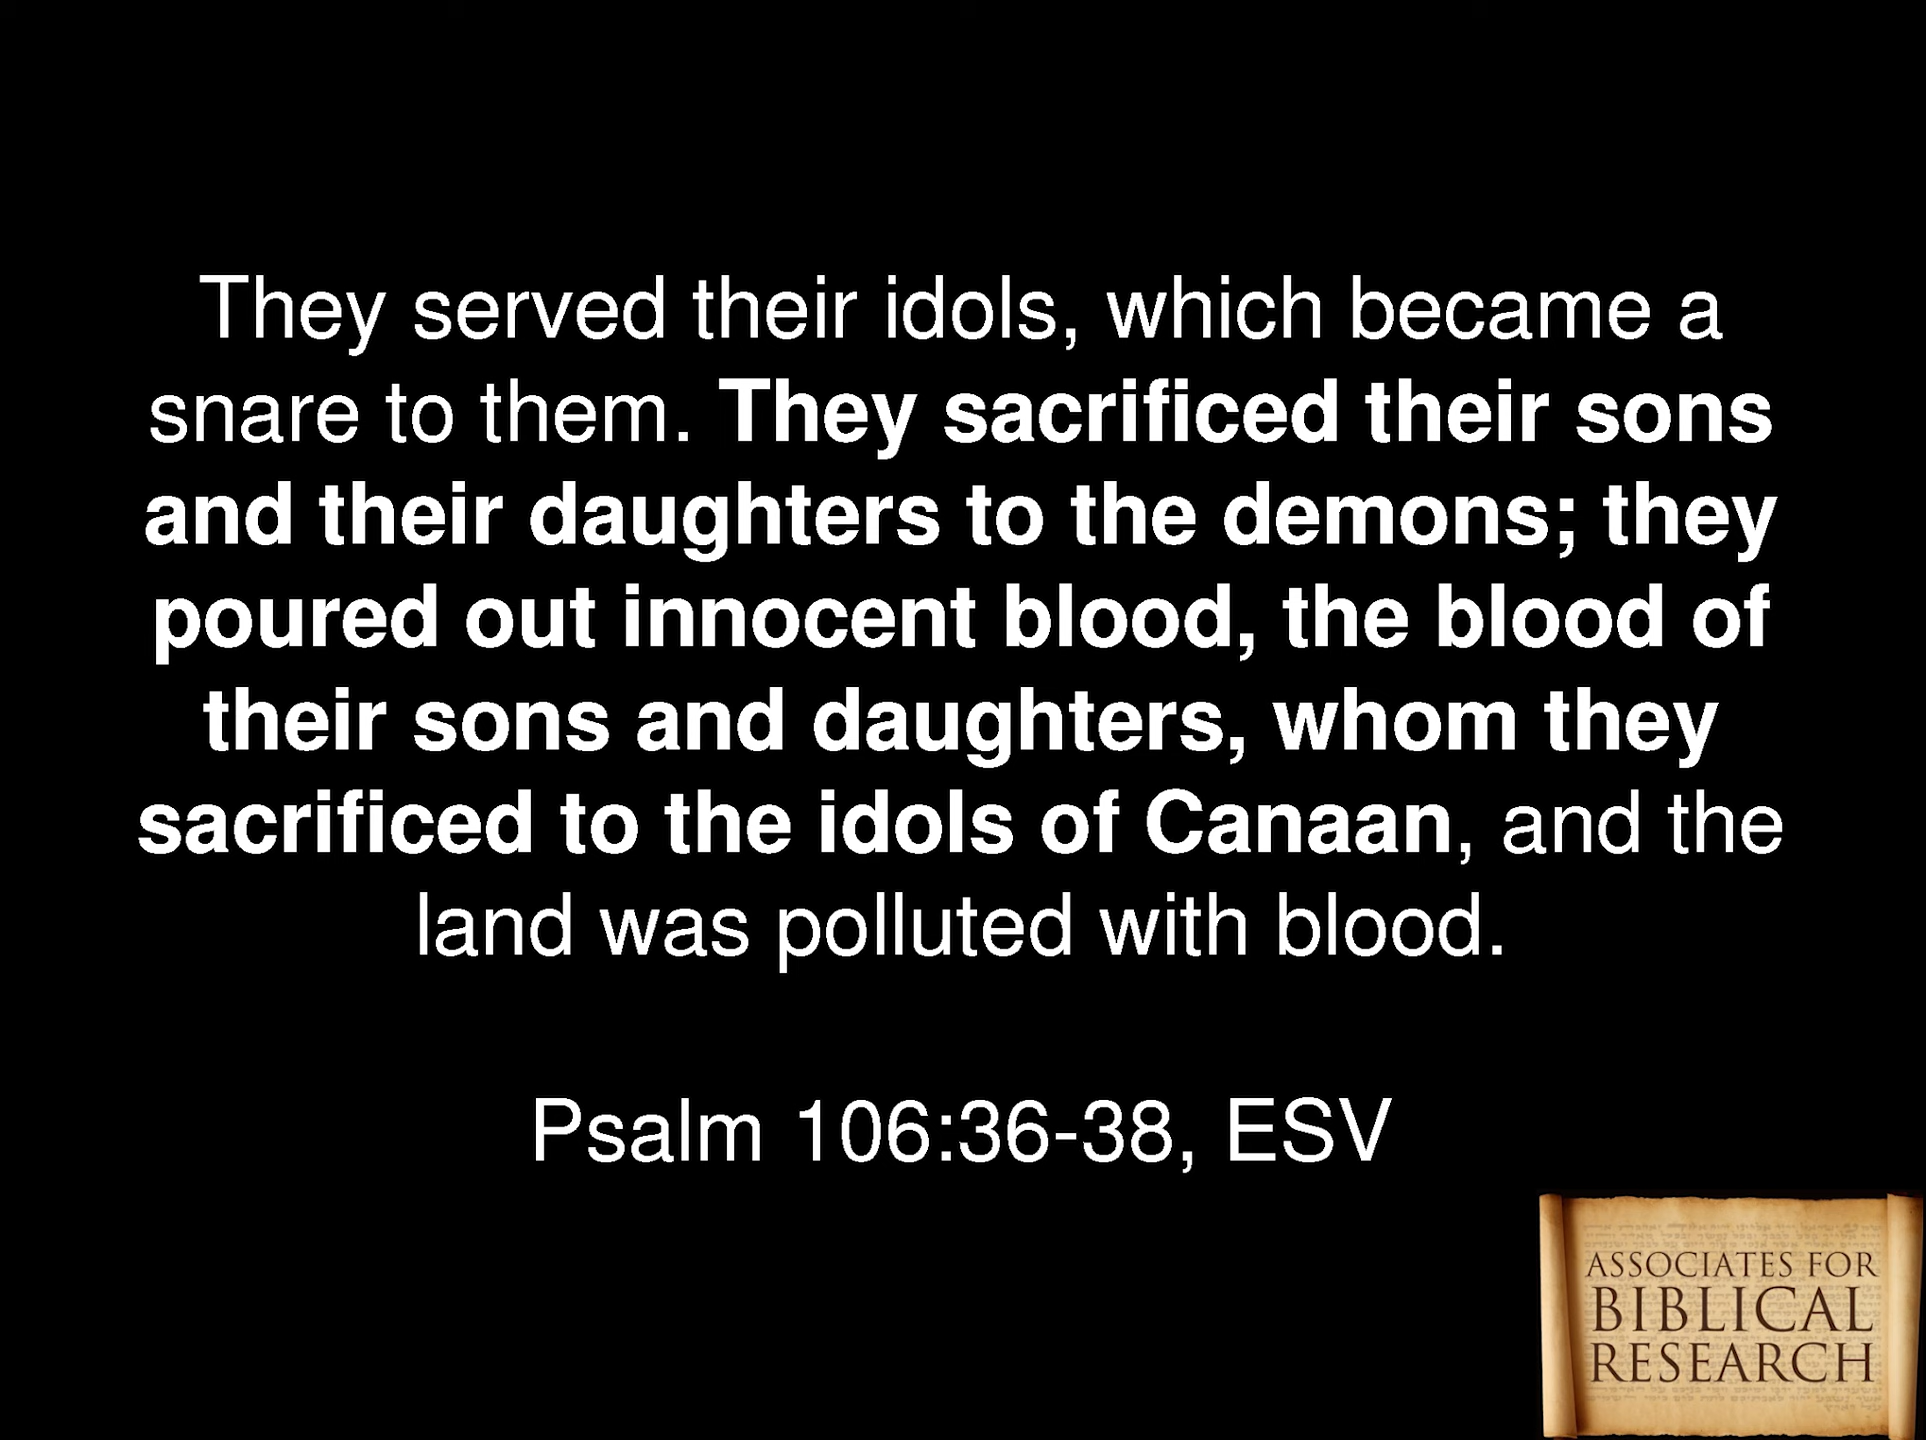 They served their idols, which became a
snare to them. They sacrificed their sons
and their daughters to the demons; they
poured out innocent blood, the blood of
their sons and daughters, whom they
sacrificed to the idols of Canaan, and the
land was polluted with blood.
Psalm 106:36-38, ESV
ASSOCIATES FOR
BIBLICAL
RESEARCH